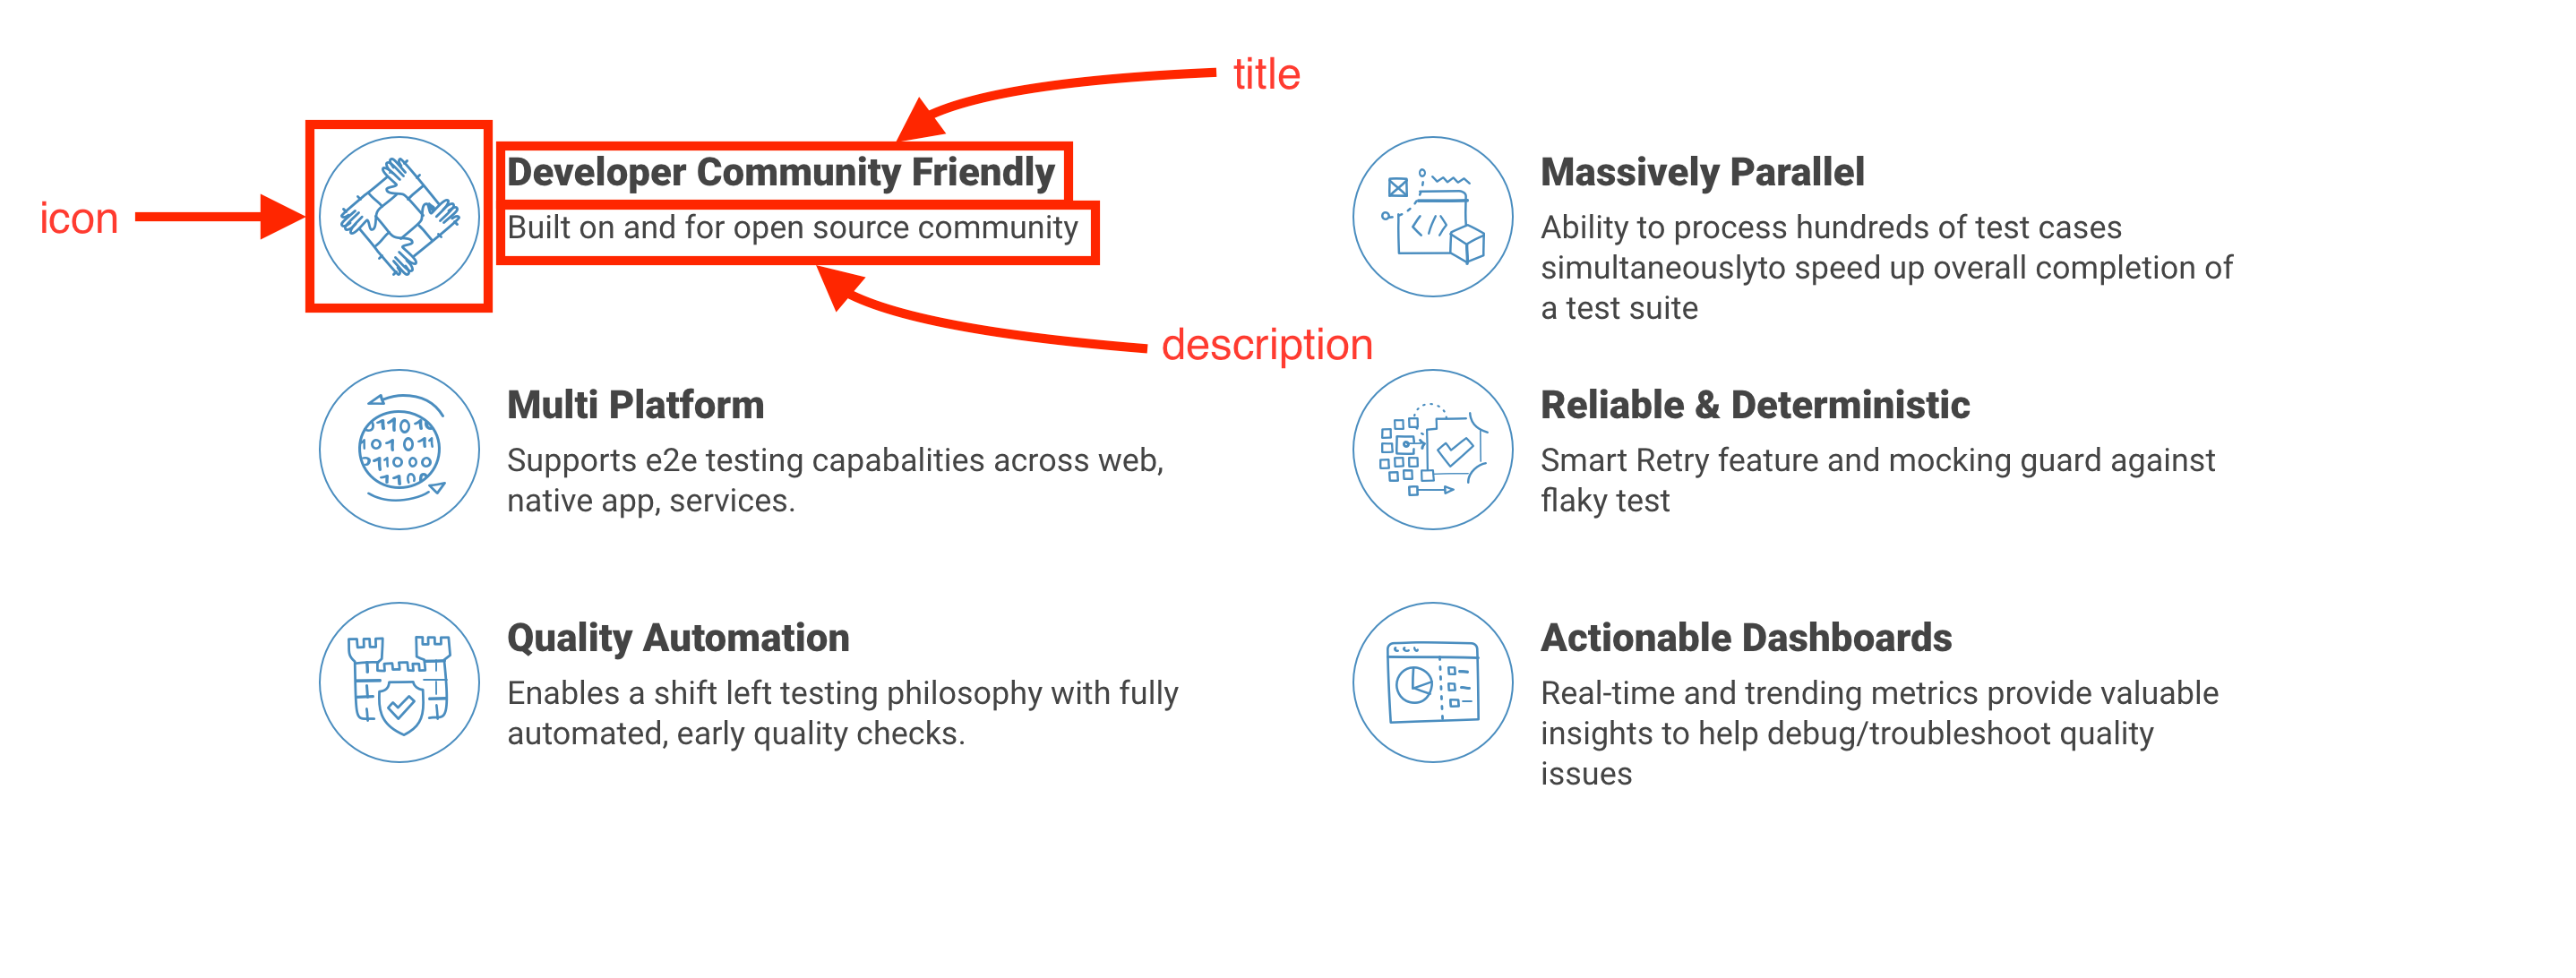 title
icon
Developer Community Friendly
Built on and for open source community
description
Massively Parallel
Ability to process hundreds of test cases
simultaneouslyto speed up overall completion of
a test suite
Multi Platform
Supports e2e testing capabalities across web,
native app, services.
Reliable & Deterministic
Smart Retry feature and mocking guard against
flaky test
Quality Automation
Enables a shift left testing philosophy with fully
automated, early quality checks.
Actionable Dashboards
Real-time and trending metrics provide valuable
insights to help debug/troubleshoot quality
issues